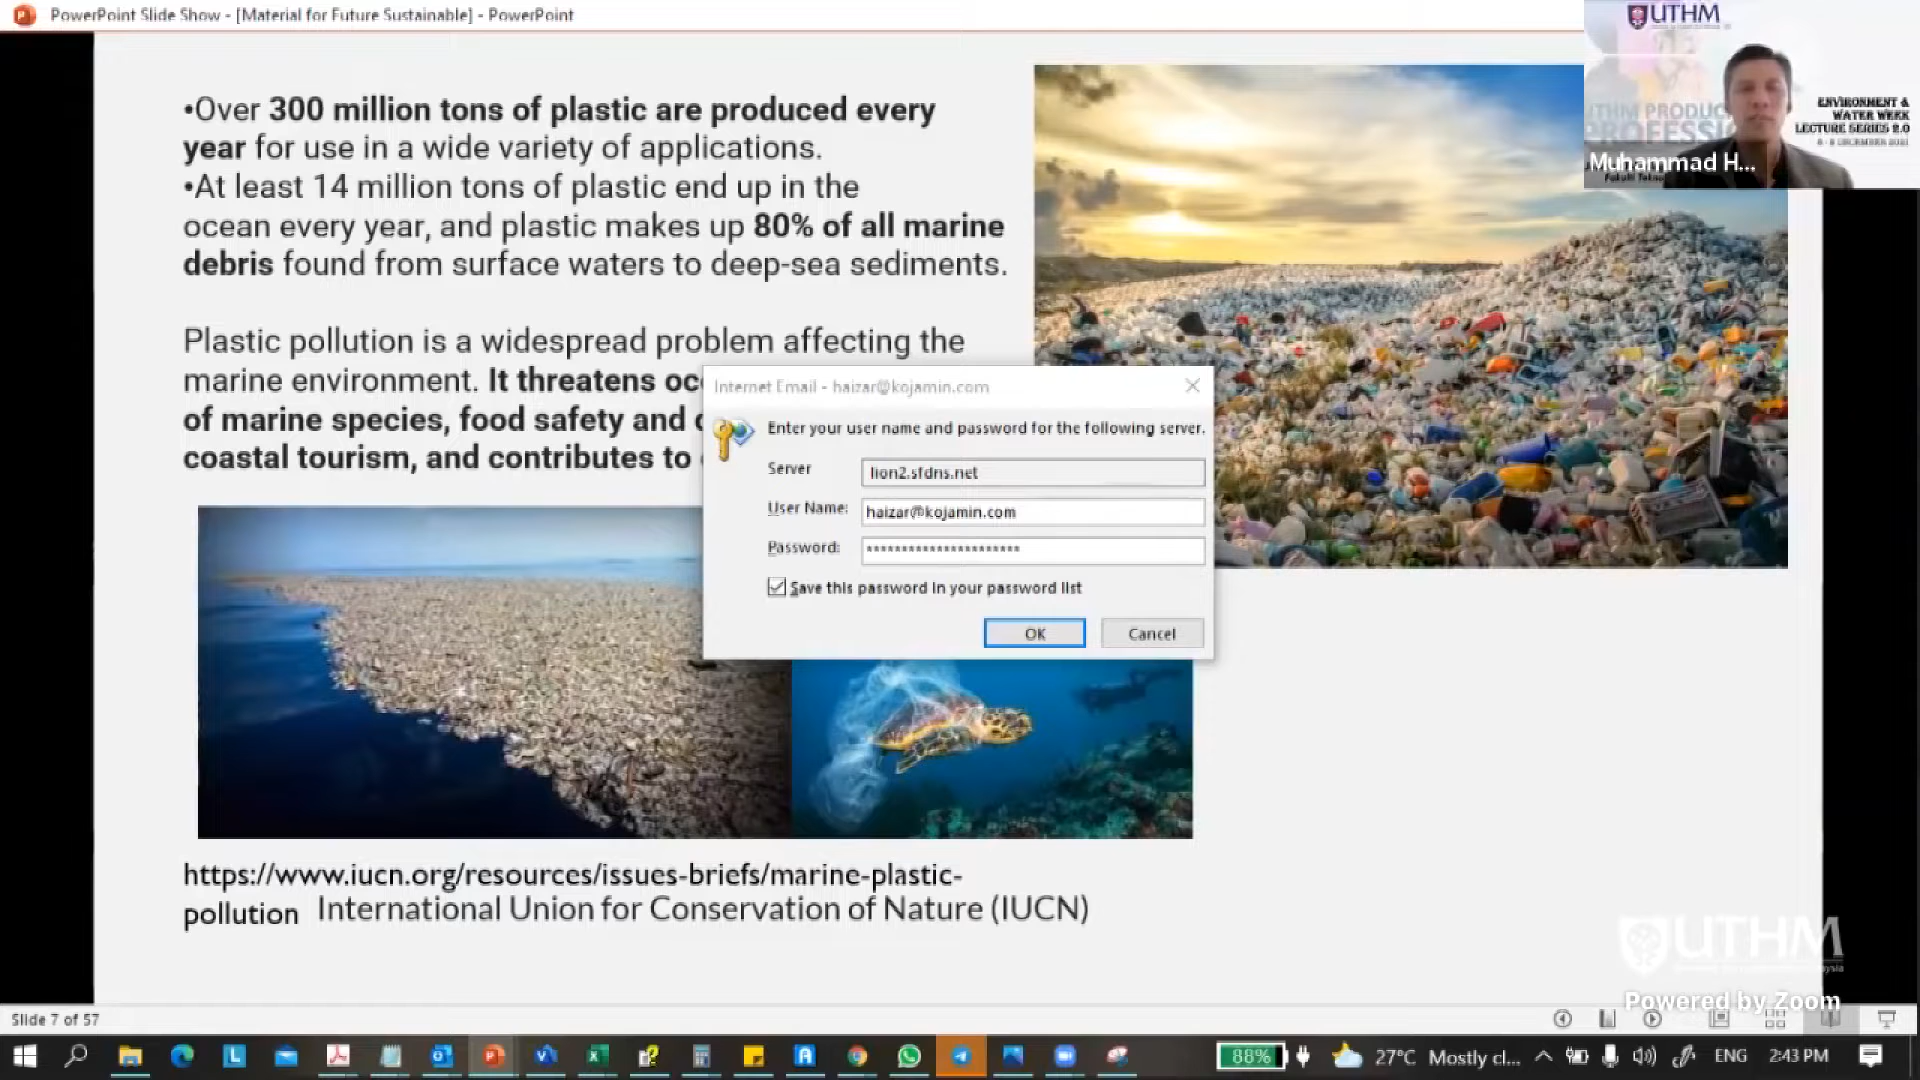 PowerPoint Slide Show - [Material for Future Sustainable] - PowerPoint
UTHM
ENVIRONMENT &
WATER WEEK
LECTURE SERIES 2.0
Muhammad H...
•Over 300 million tons of plastic are produced every
year for use in a wide variety of applications.
•At least 14 million tons of plastic end up in the
ocean every year, and plastic makes up 80% of all marine
debris found from surface waters to deep-sea sediments.
Plastic pollution is a widespread problem affecting the
marine environment. It threatens
of marine species, food safety and
coastal tourism, and contributes to
Internet Email - haizar@kojamin.com
Enter your user name and password for the following server.
Server lion2.sfdns.net
User Name: haizar@kojamin.com
Password: **********************
Save this password in your password list
OK Cancel
https://www.iucn.org/resources/issues-briefs/marine-plastic-
pollution International Union for Conservation of Nature (IUCN)
UTHM
Powered by Zoom
Slide 7 of 57
88% 27°C Mostly cl... ENG 2:43 PM